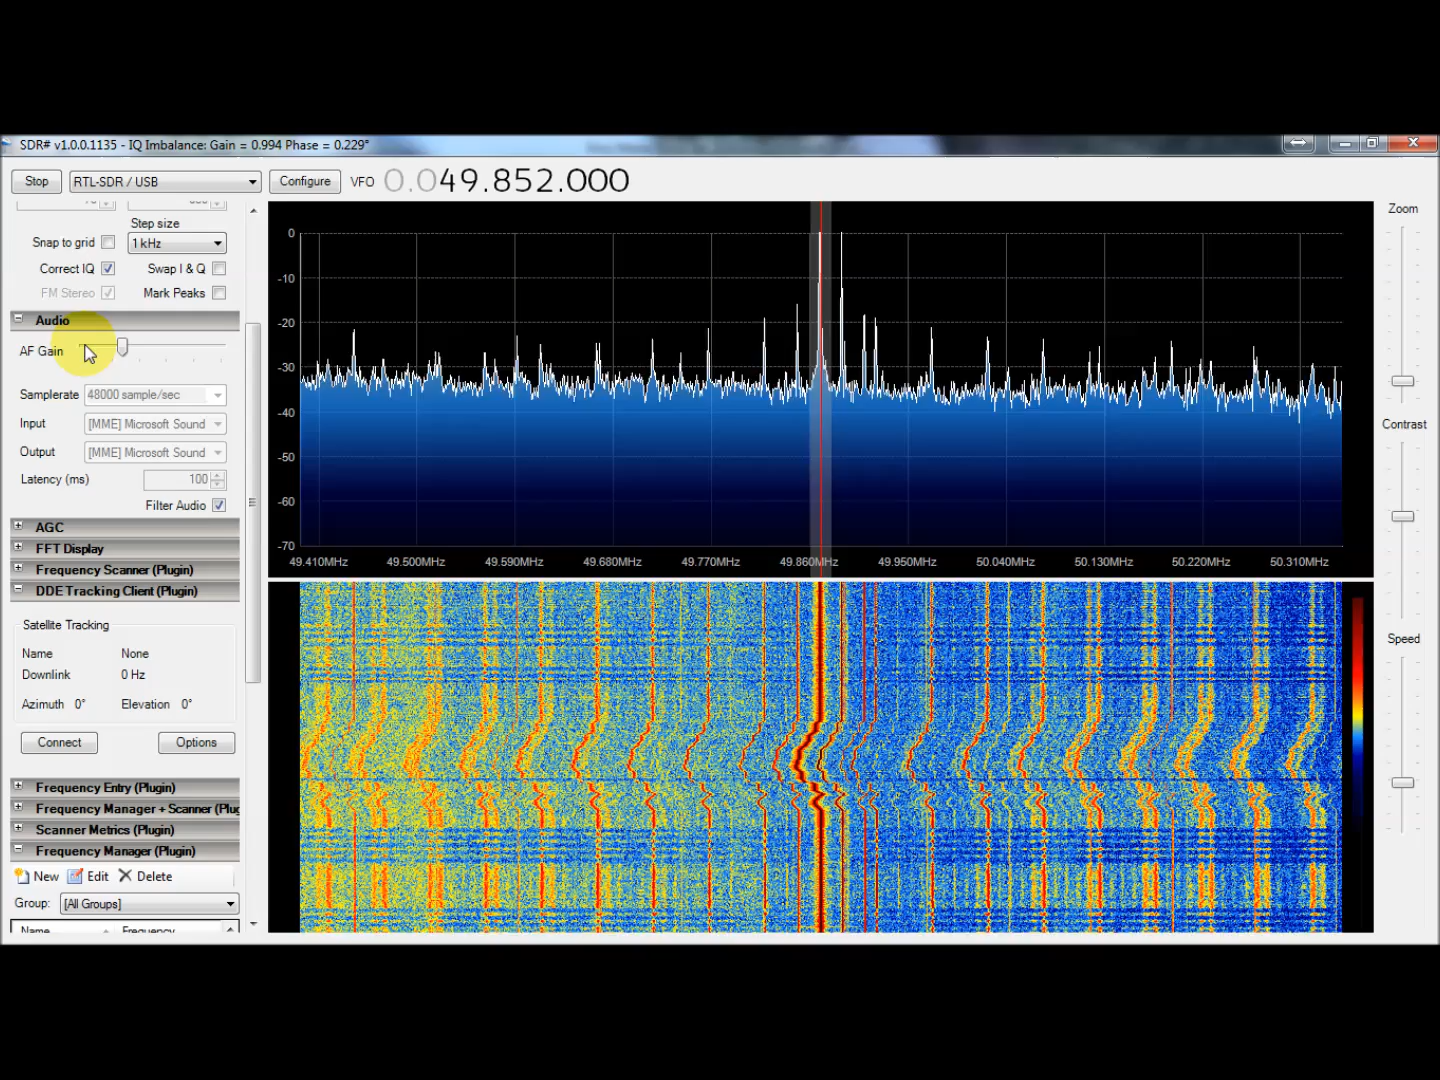 SDR# v1.0.0.1135 - IQ Imbalance: Gain = 0.994 Phase = 0.229°
Stop RTL-SDR / USB Configure VFO 0.049.852.000
Step size
Snap to grid 1 kHz
Correct IQ Swap I & Q
FM Stereo Mark Peaks
Audio
AF Gain
Samplerate 48000 sample/sec
Input [MME] Microsoft Sound
Output [MME] Microsoft Sound
Latency (ms) 100
Filter Audio
AGC
FFT Display
Frequency Scanner (Plugin)
DDE Tracking Client (Plugin)
Satellite Tracking
Name None
Downlink 0 Hz
Azimuth 0° Elevation 0°
Connect Options
Frequency Entry (Plugin)
Frequency Manager + Scanner (Plug
Scanner Metrics (Plugin)
Frequency Manager (Plugin)
New Edit Delete
Group: [All Groups]
Name Frequency
0
-10
-20
-30
-40
-50
-60
-70
49.410MHz 49.500MHz 49.590MHz 49.680MHz 49.770MHz 49.860MHz 49.950MHz 50.040MHz 50.130MHz 50.220MHz 50.310MHz
Zoom
Contrast
Speed